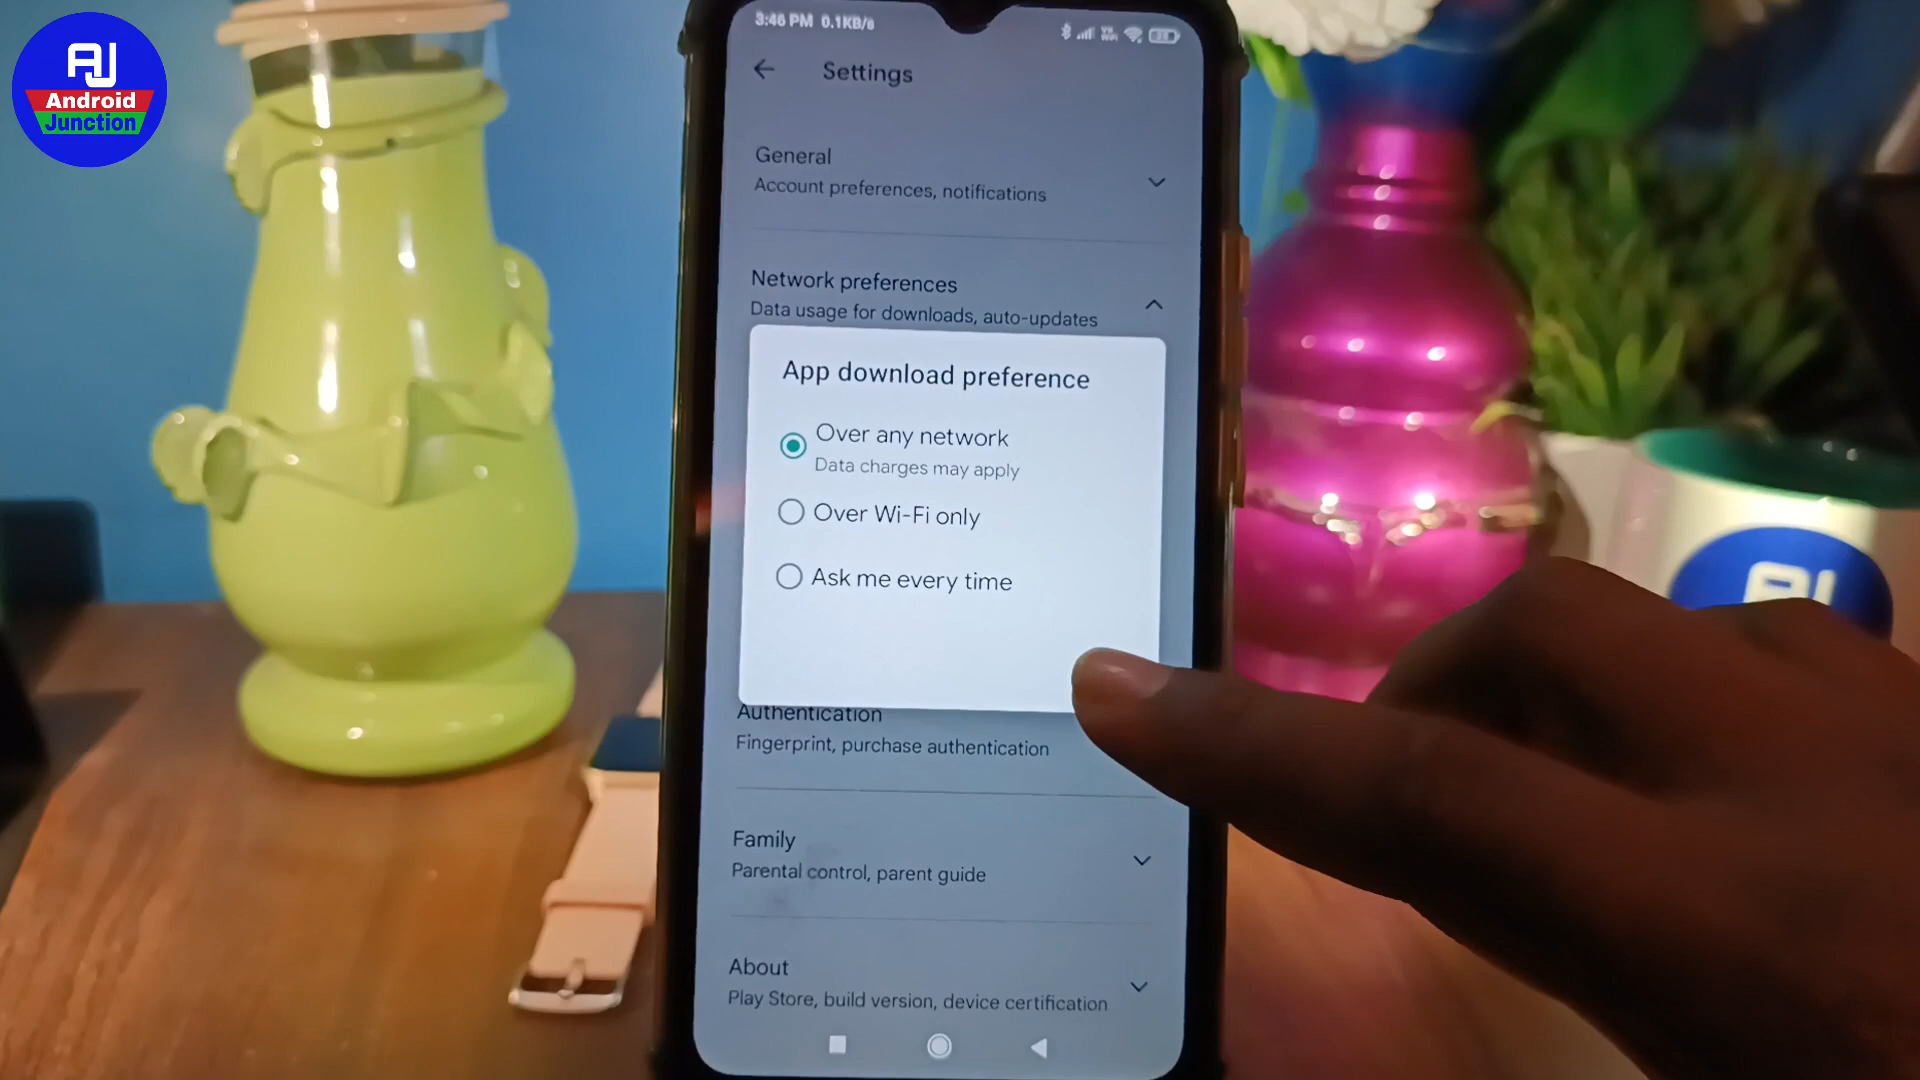 AJ
Android
Junction
3:46 PM 0.1KB/s
Settings
General
Account preferences, notifications
Network preferences
Data usage for downloads, auto-updates
App download preference
Over any network
Data charges may apply
Over Wi-Fi only
Ask me every time
Authentication
Fingerprint, purchase authentication
Family
Parental control, parent guide
About
Play Store, build version, device certification
AJ